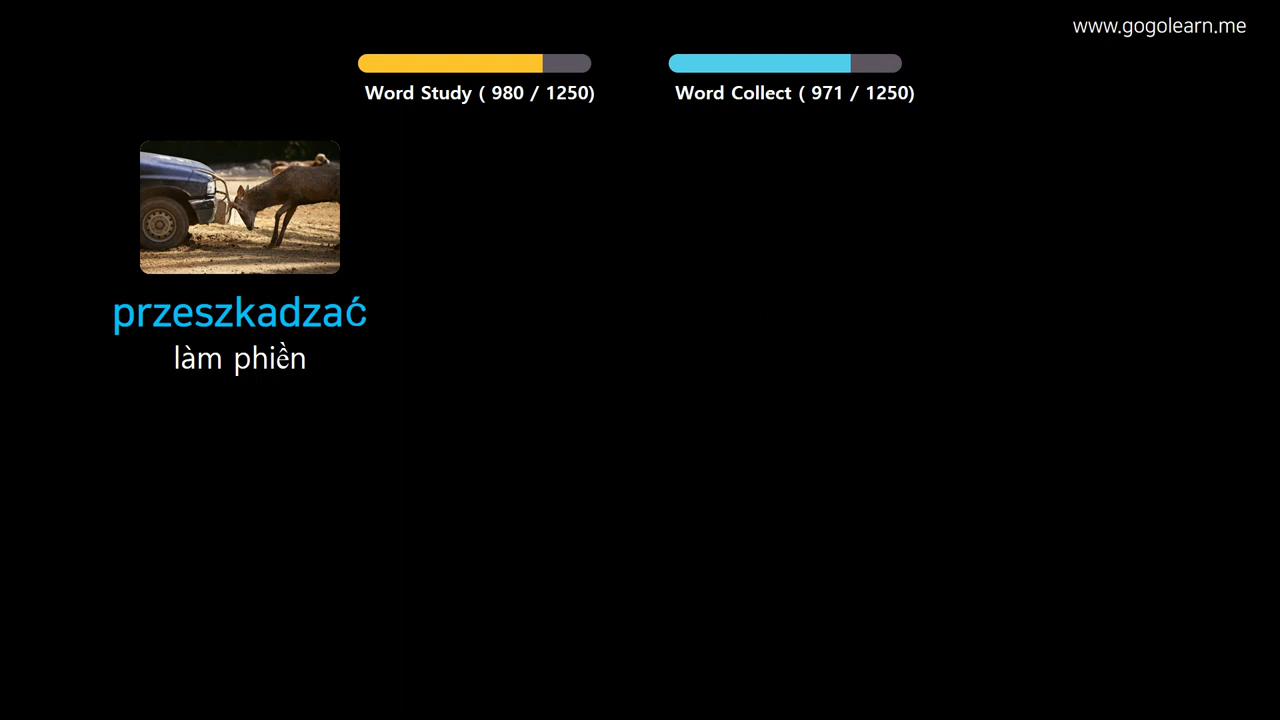 www.gogolearn.me
Word Study ( 980 / 1250)
Word Collect ( 971 / 1250)
przeszkadzać
làm phiền